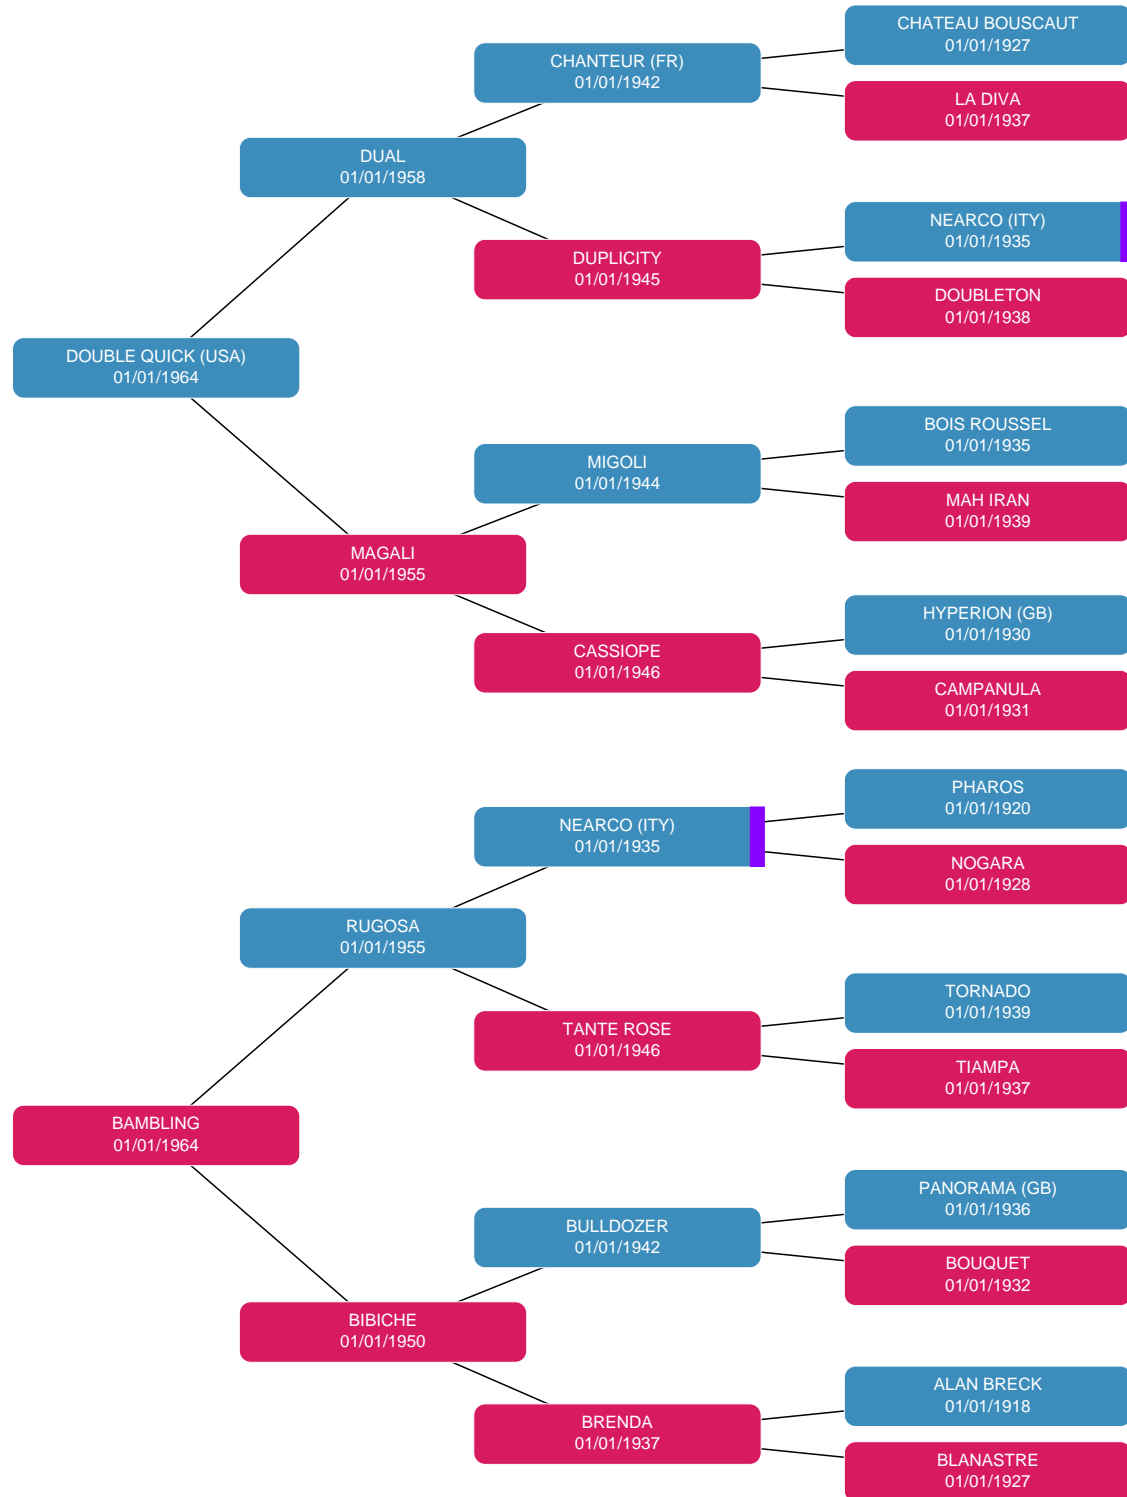 CHATEAU BOUSCAUT
01/01/1927
CHANTEUR (FR)
01/01/1942
LA DIVA
01/01/1937
DUAL
01/01/1958
NEARCO (ITY)
01/01/1935
DUPLICITY
01/01/1945
DOUBLETON
01/01/1938
DOUBLE QUICK (USA)
01/01/1964
BOIS ROUSSEL
01/01/1935
MIGOLI
01/01/1944
MAH IRAN
01/01/1939
MAGALI
01/01/1955
HYPERION (GB)
01/01/1930
CASSIOPE
01/01/1946
CAMPANULA
01/01/1931
PHAROS
01/01/1920
NEARCO (ITY)
01/01/1935
NOGARA
01/01/1928
RUGOSA
01/01/1955
TORNADO
01/01/1939
TANTE ROSE
01/01/1946
TIAMPA
01/01/1937
BAMBLING
01/01/1964
PANORAMA (GB)
01/01/1936
BULLDOZER
01/01/1942
BOUQUET
01/01/1932
BIBICHE
01/01/1950
ALAN BRECK
01/01/1918
BRENDA
01/01/1937
BLANASTRE
01/01/1927